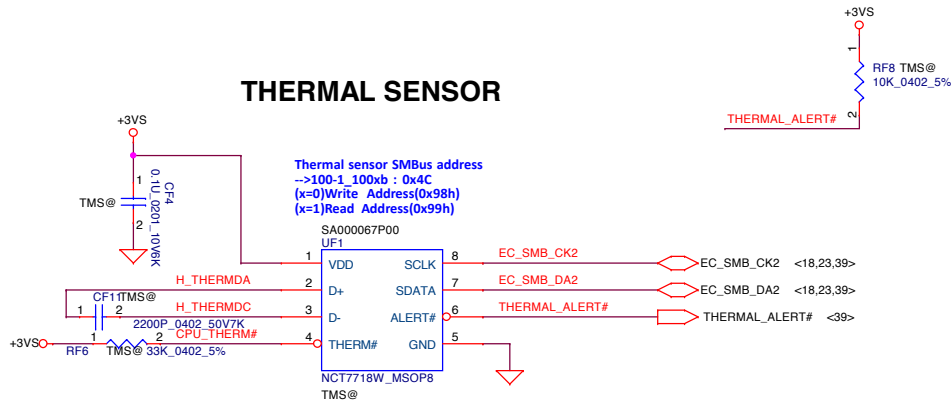 +3VS
RF8 TMS@
10K_0402_5%
1
2
THERMAL_ALERT#
THERMAL SENSOR
+3VS
1
2
CF4
0.1U_0201_10V6K
TMS@
Thermal sensor SMBus address
-->100-1_100xb : 0x4C
(x=0)Write Address(0x98h)
(x=1)Read Address(0x99h)
SA000067P00
UF1
1 VDD SCLK 8 EC_SMB_CK2 EC_SMB_CK2 <18,23,39>
H_THERMDA 2 D+ SDATA 7 EC_SMB_DA2 EC_SMB_DA2 <18,23,39>
CF11 TMS@
1 2 H_THERMDC 3 D- ALERT# 6 THERMAL_ALERT# THERMAL_ALERT# <39>
2200P_0402_50V7K
+3VS 1 2 CPU_THERM# 4 THERM# GND 5
RF6 TMS@ 33K_0402_5%
NCT7718W_MSOP8
TMS@